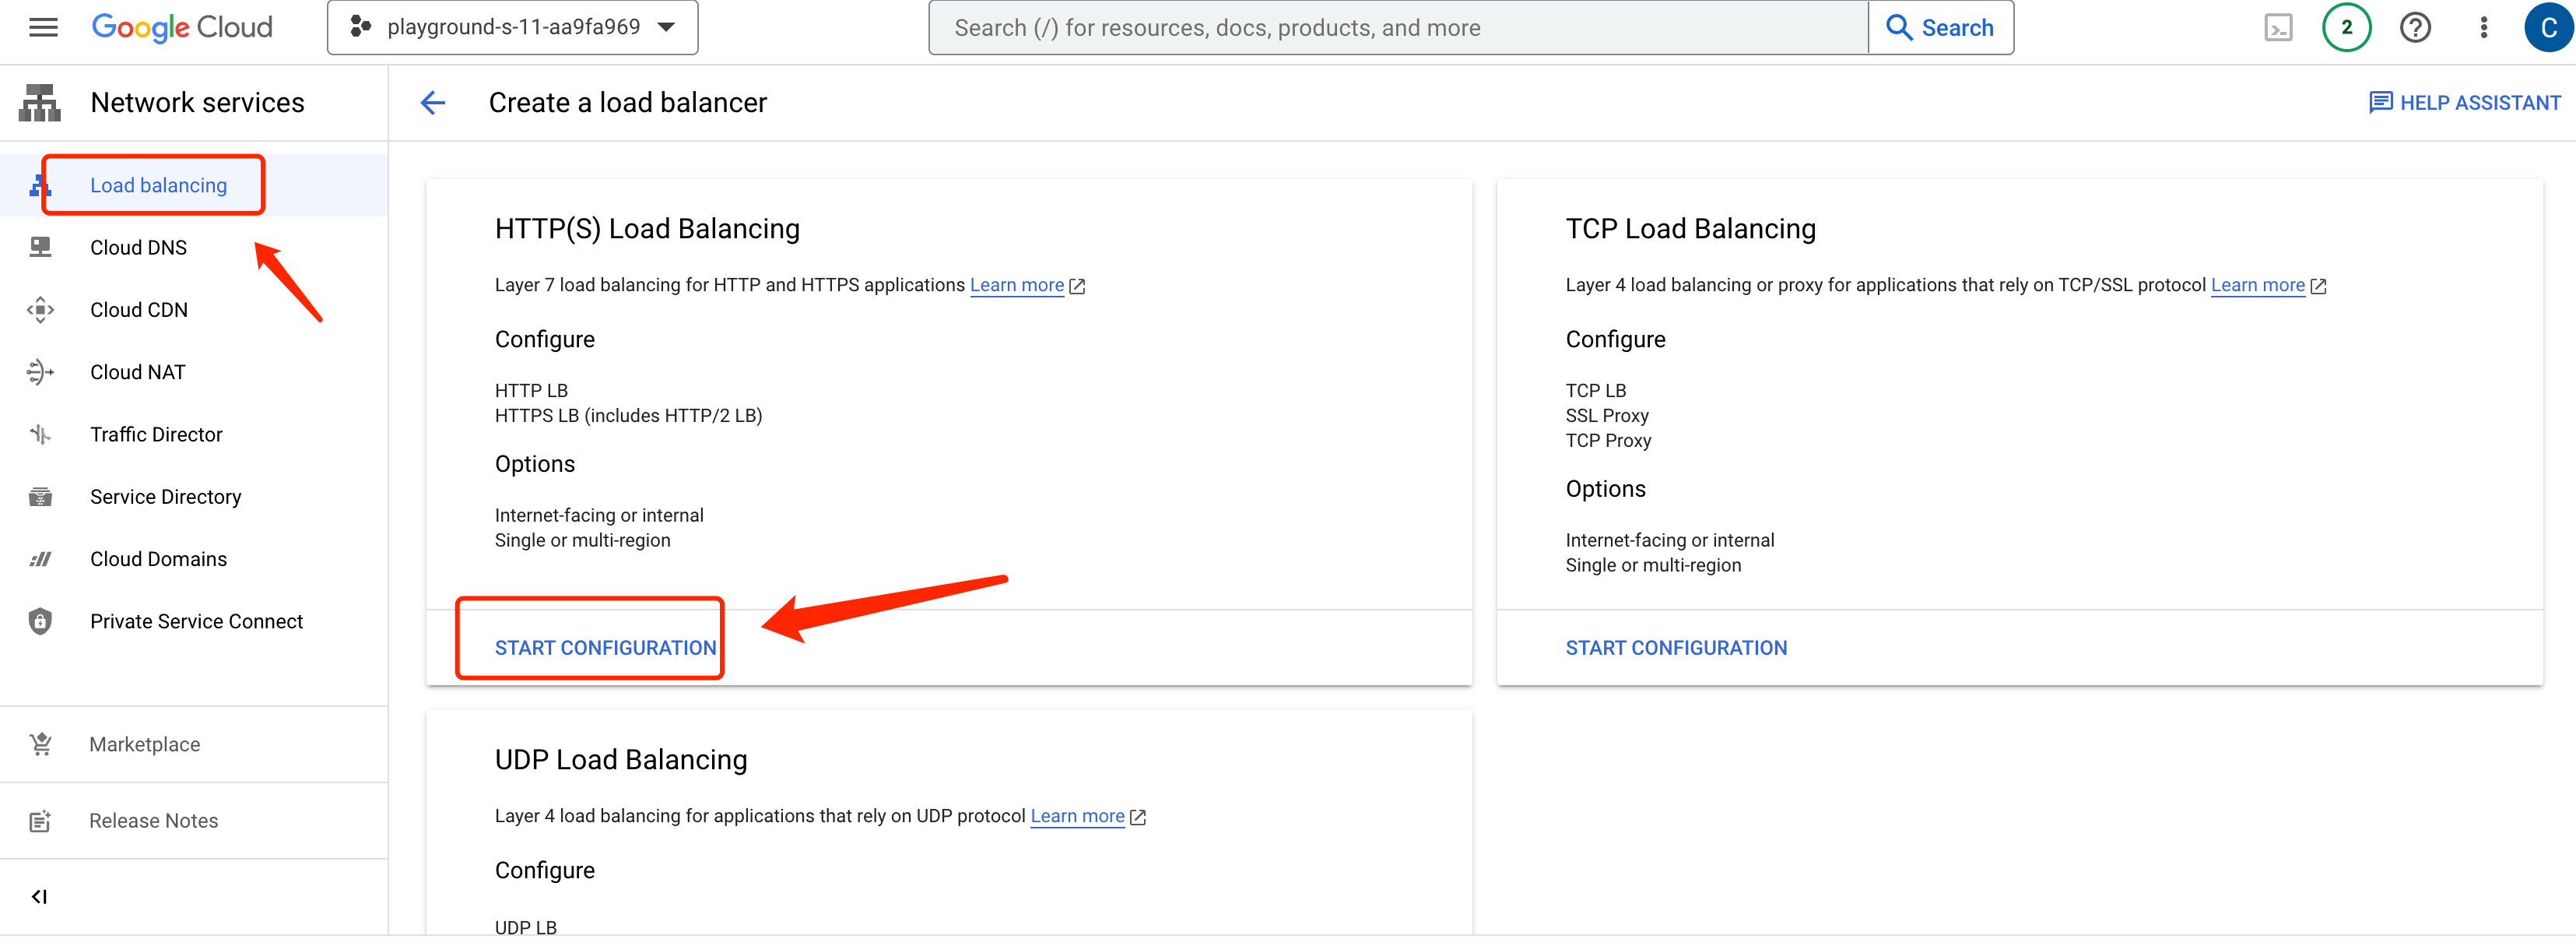 Google Cloud
playground-s-11-aa9fa969
Search (/) for resources, docs, products, and more
Search
2
C
Network services
Create a load balancer
HELP ASSISTANT
Load balancing
Cloud DNS
Cloud CDN
Cloud NAT
Traffic Director
Service Directory
Cloud Domains
Private Service Connect
Marketplace
Release Notes
HTTP(S) Load Balancing
Layer 7 load balancing for HTTP and HTTPS applications Learn more
Configure
HTTP LB
HTTPS LB (includes HTTP/2 LB)
Options
Internet-facing or internal
Single or multi-region
START CONFIGURATION
TCP Load Balancing
Layer 4 load balancing or proxy for applications that rely on TCP/SSL protocol Learn more
Configure
TCP LB
SSL Proxy
TCP Proxy
Options
Internet-facing or internal
Single or multi-region
START CONFIGURATION
UDP Load Balancing
Layer 4 load balancing for applications that rely on UDP protocol Learn more
Configure
UDP LB